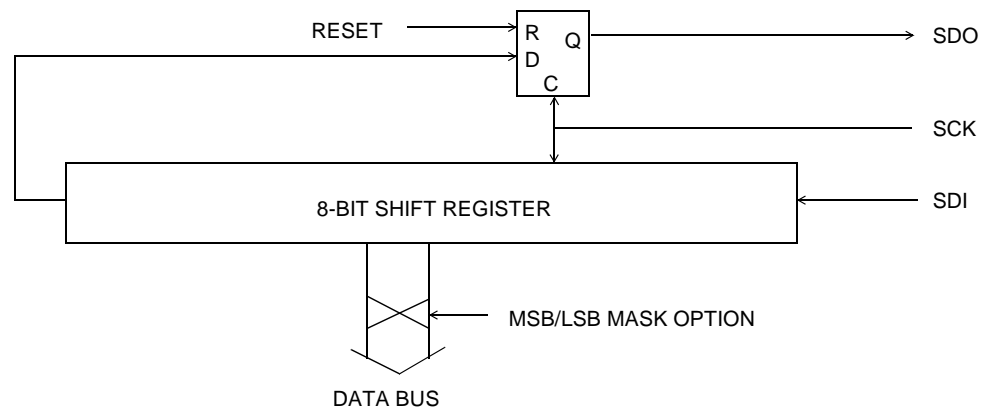 RESET
R
Q
D
C
SDO
SCK
8-BIT SHIFT REGISTER
SDI
MSB/LSB MASK OPTION
DATA BUS